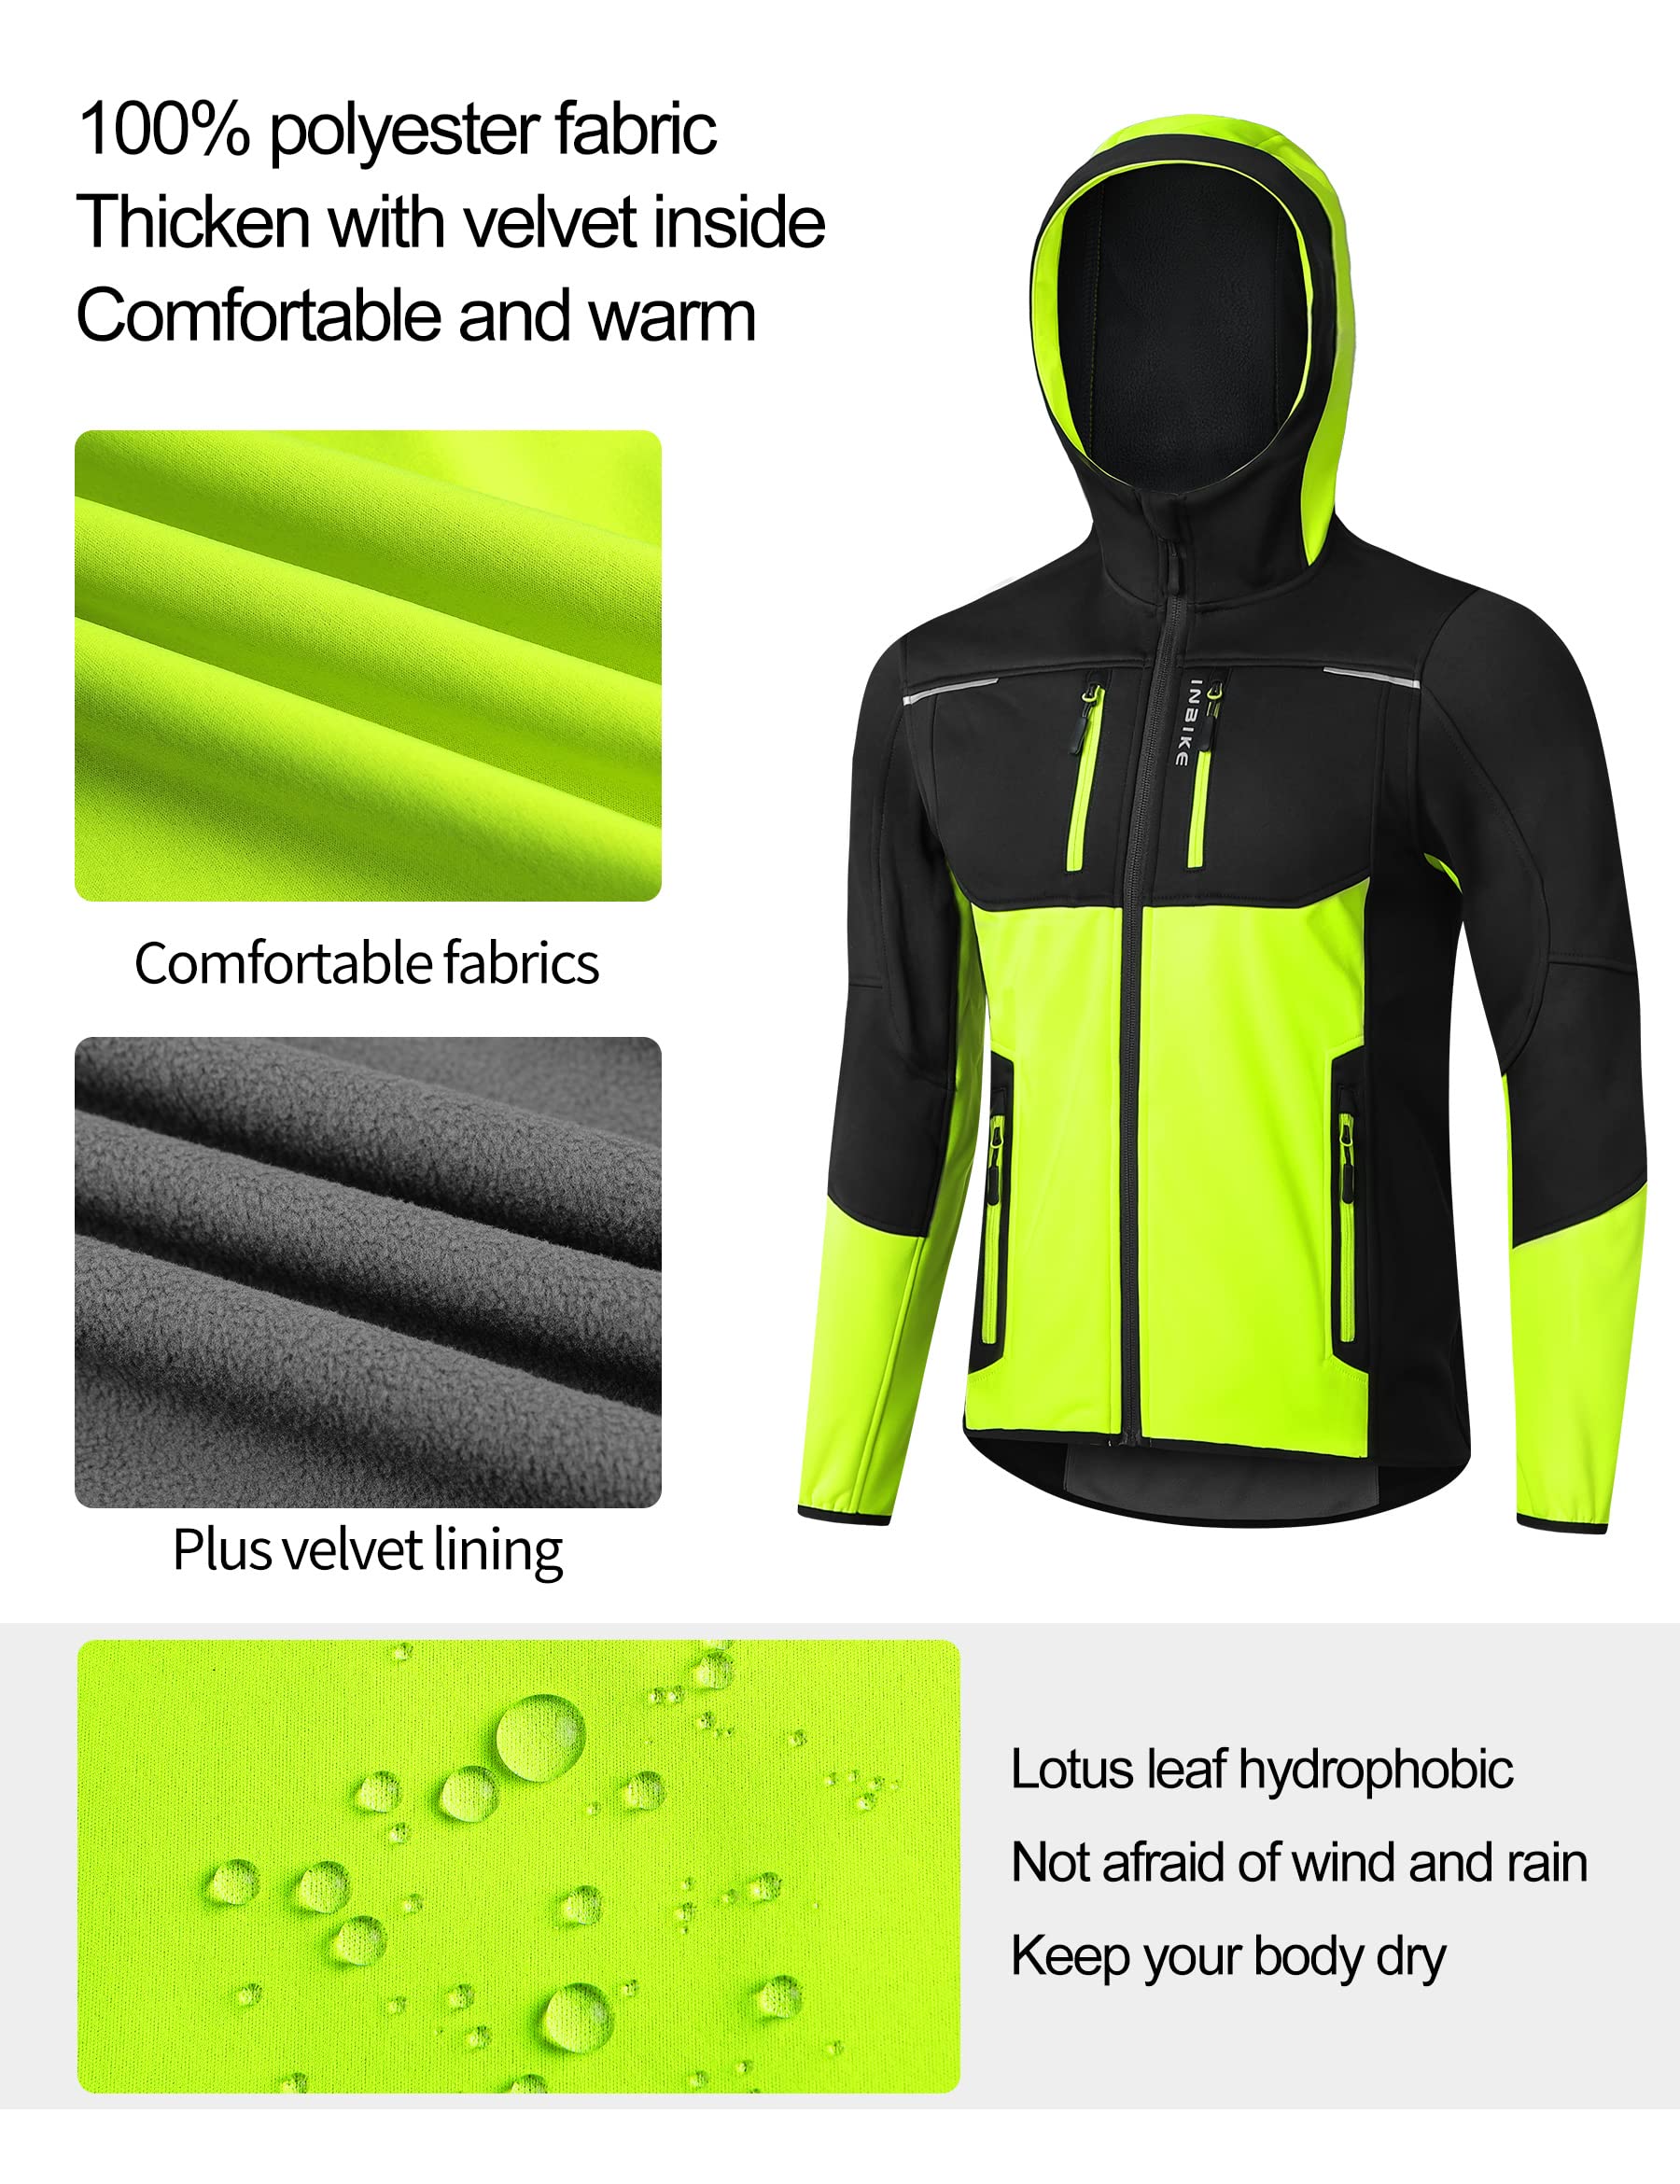 100% polyester fabric
Thicken with velvet inside
Comfortable and warm
INBIKE
Comfortable fabrics
Plus velvet lining
Lotus leaf hydrophobic
Not afraid of wind and rain
Keep your body dry